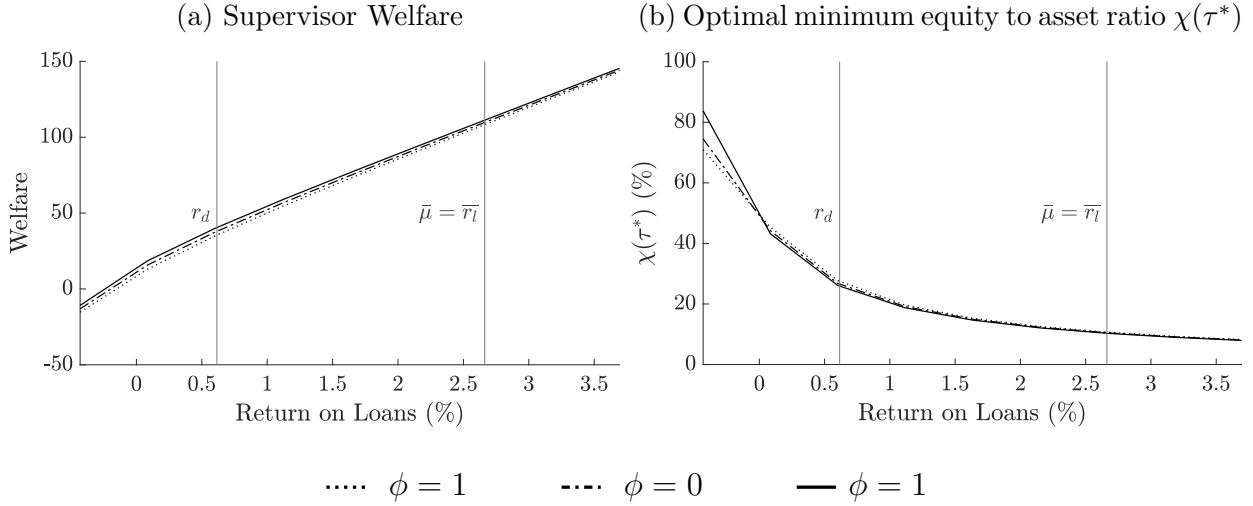 (a) Supervisor Welfare
150
100
50
0
-50
Welfare
r_d
μ̄ = r̄_l
0 0.5 1 1.5 2 2.5 3 3.5
Return on Loans (%)
(b) Optimal minimum equity to asset ratio χ(τ*)
100
80
60
40
20
0
χ(τ*) (%)
r_d
μ̄ = r̄_l
0 0.5 1 1.5 2 2.5 3 3.5
Return on Loans (%)
ϕ = 1 ϕ = 0 ϕ = 1